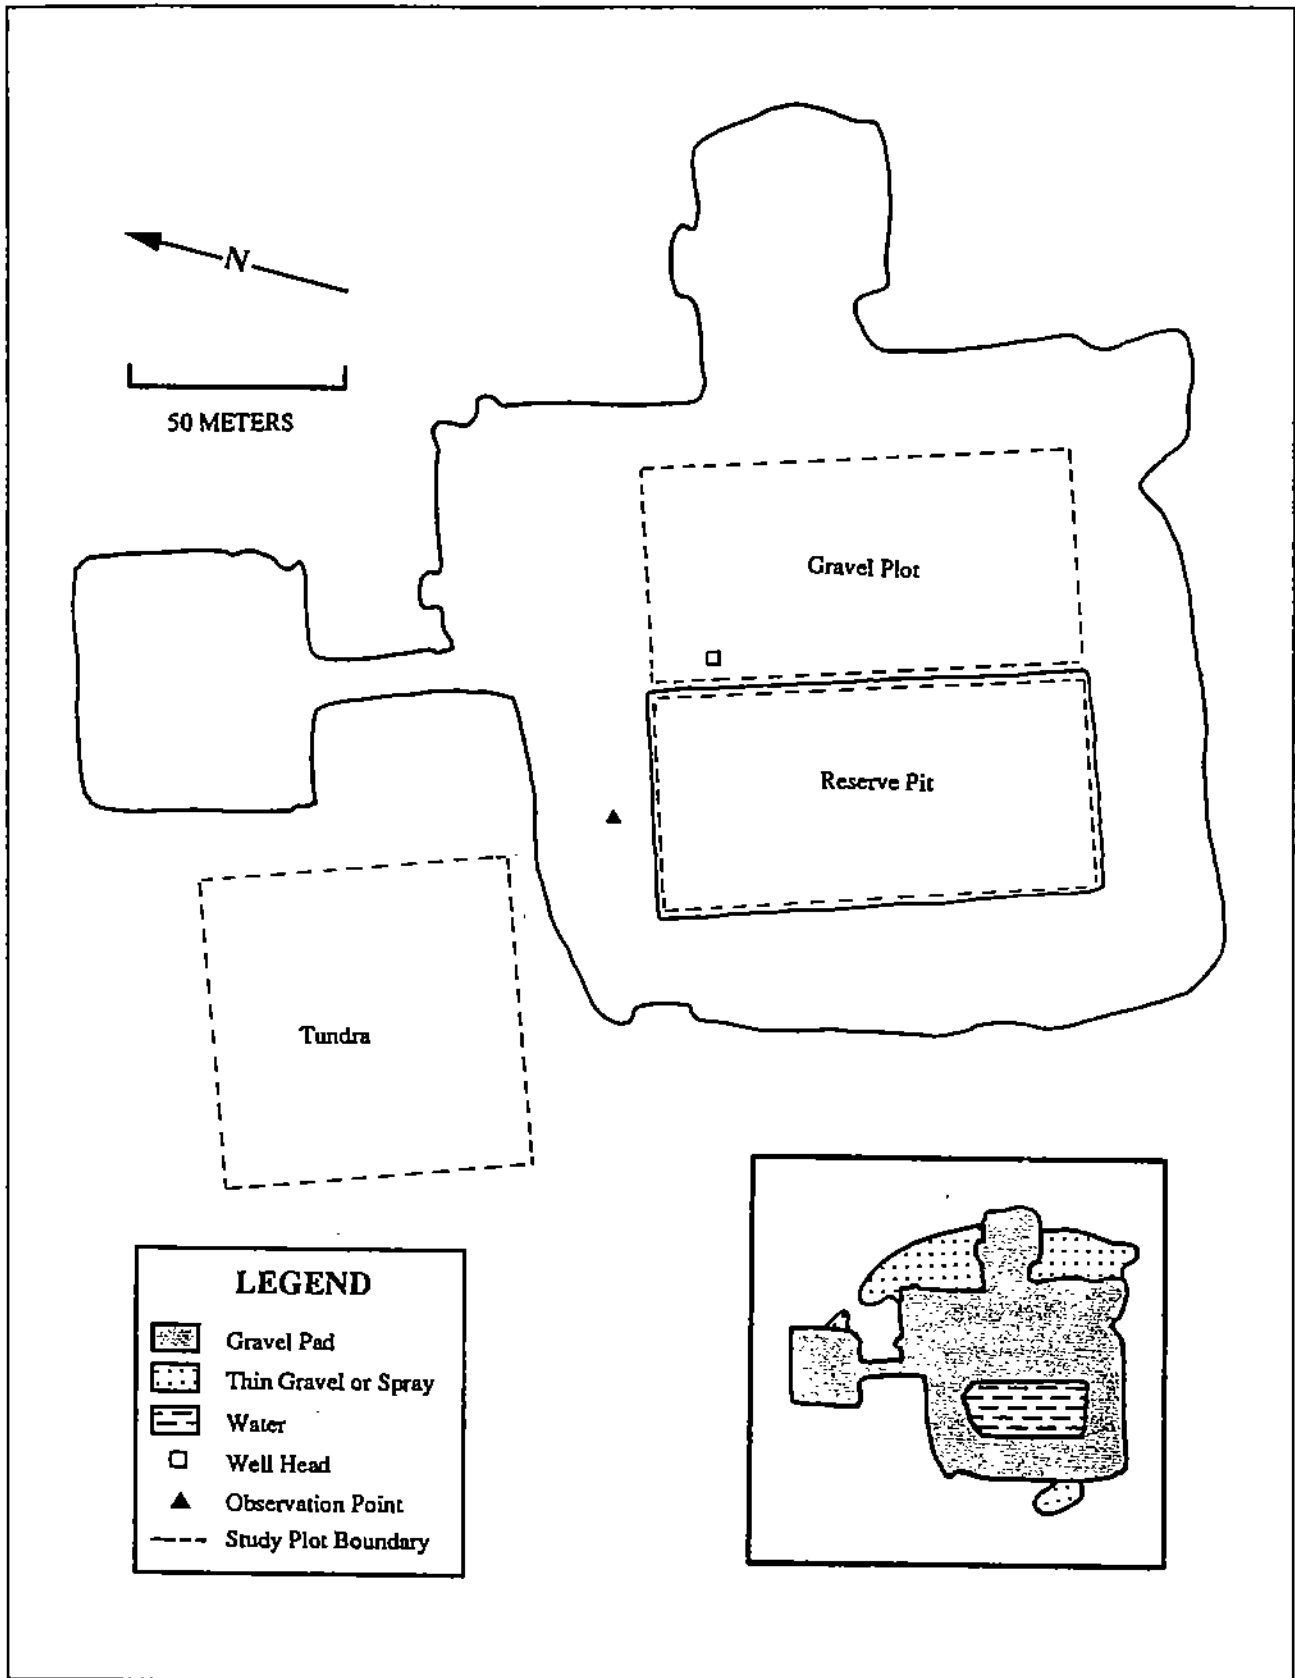 N
50 METERS
Gravel Plot
Reserve Pit
Tundra
LEGEND
Gravel Pad
Thin Gravel or Spray
Water
Well Head
Observation Point
Study Plot Boundary